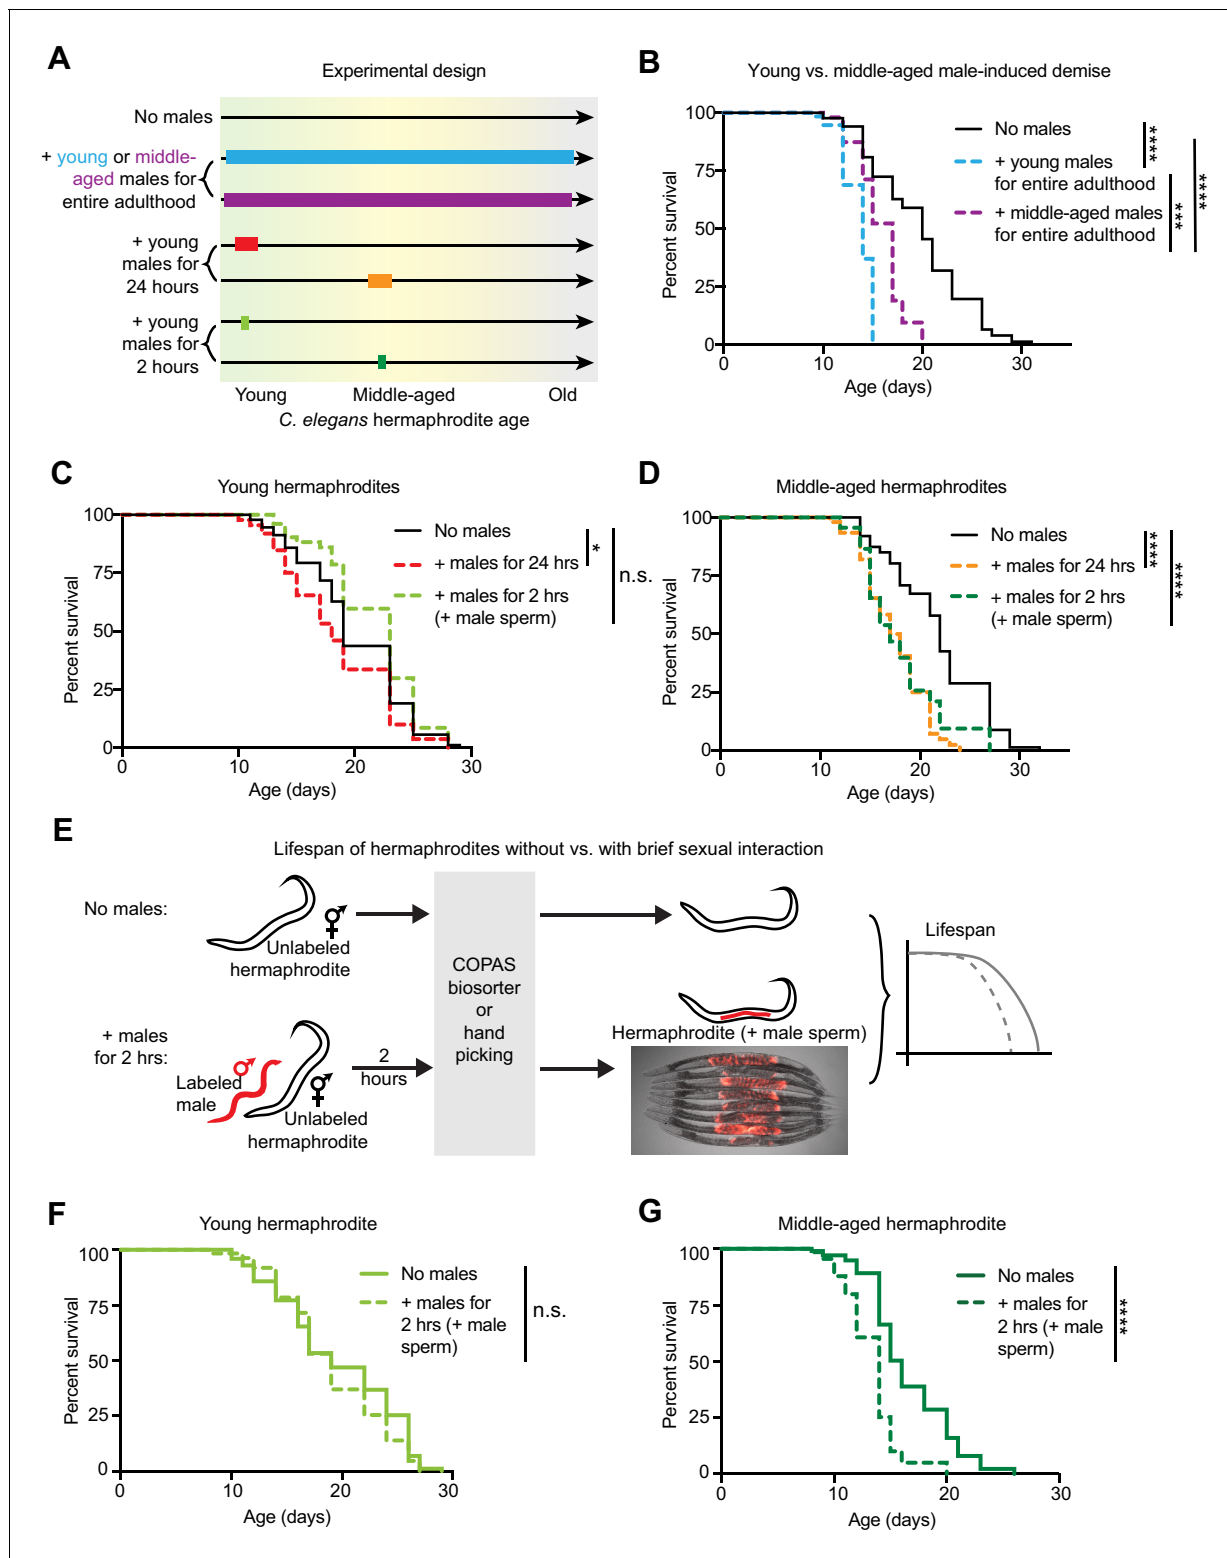 A
Experimental design
No males
+ young or middle-
aged males for
entire adulthood
+ young
males for
24 hours
+ young
males for
2 hours
Young
Middle-aged
Old
C. elegans hermaphrodite age
B
Young vs. middle-aged male-induced demise
Percent survival
100
75
50
25
0
0
10
20
30
Age (days)
No males
+ young males
for entire adulthood
+ middle-aged males
for entire adulthood
****
***
****
C
Young hermaphrodites
Percent survival
100
75
50
25
0
0
10
20
30
Age (days)
No males
+ males for 24 hrs
+ males for 2 hrs
(+ male sperm)
*
n.s.
D
Middle-aged hermaphrodites
Percent survival
100
75
50
25
0
0
10
20
30
Age (days)
No males
+ males for 24 hrs
+ males for 2 hrs
(+ male sperm)
****
****
E
Lifespan of hermaphrodites without vs. with brief sexual interaction
No males:
Unlabeled
hermaphrodite
+ males
for 2 hrs:
Labeled
male
Unlabeled
hermaphrodite
2
hours
COPAS
biosorter
or
hand
picking
Hermaphrodite (+ male sperm)
Lifespan
F
Young hermaphrodite
Percent survival
100
75
50
25
0
0
10
20
30
Age (days)
No males
+ males for
2 hrs (+ male
sperm)
n.s.
G
Middle-aged hermaphrodite
Percent survival
100
75
50
25
0
0
10
20
30
Age (days)
No males
+ males for
2 hrs (+ male
sperm)
****